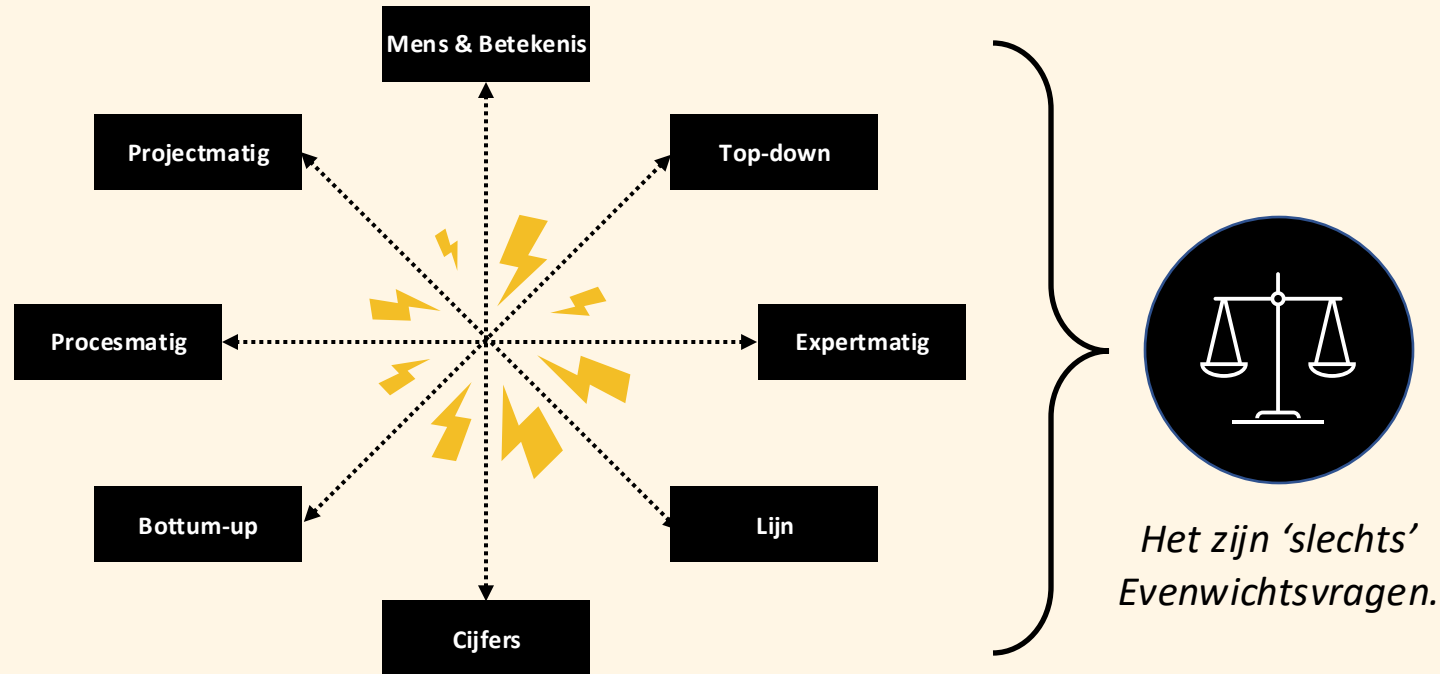 Mens & Betekenis
Projectmatig
Top-down
Procesmatig
Expertmatig
Bottum-up
Lijn
Cijfers
Het zijn ‘slechts’
Evenwichtsvragen.